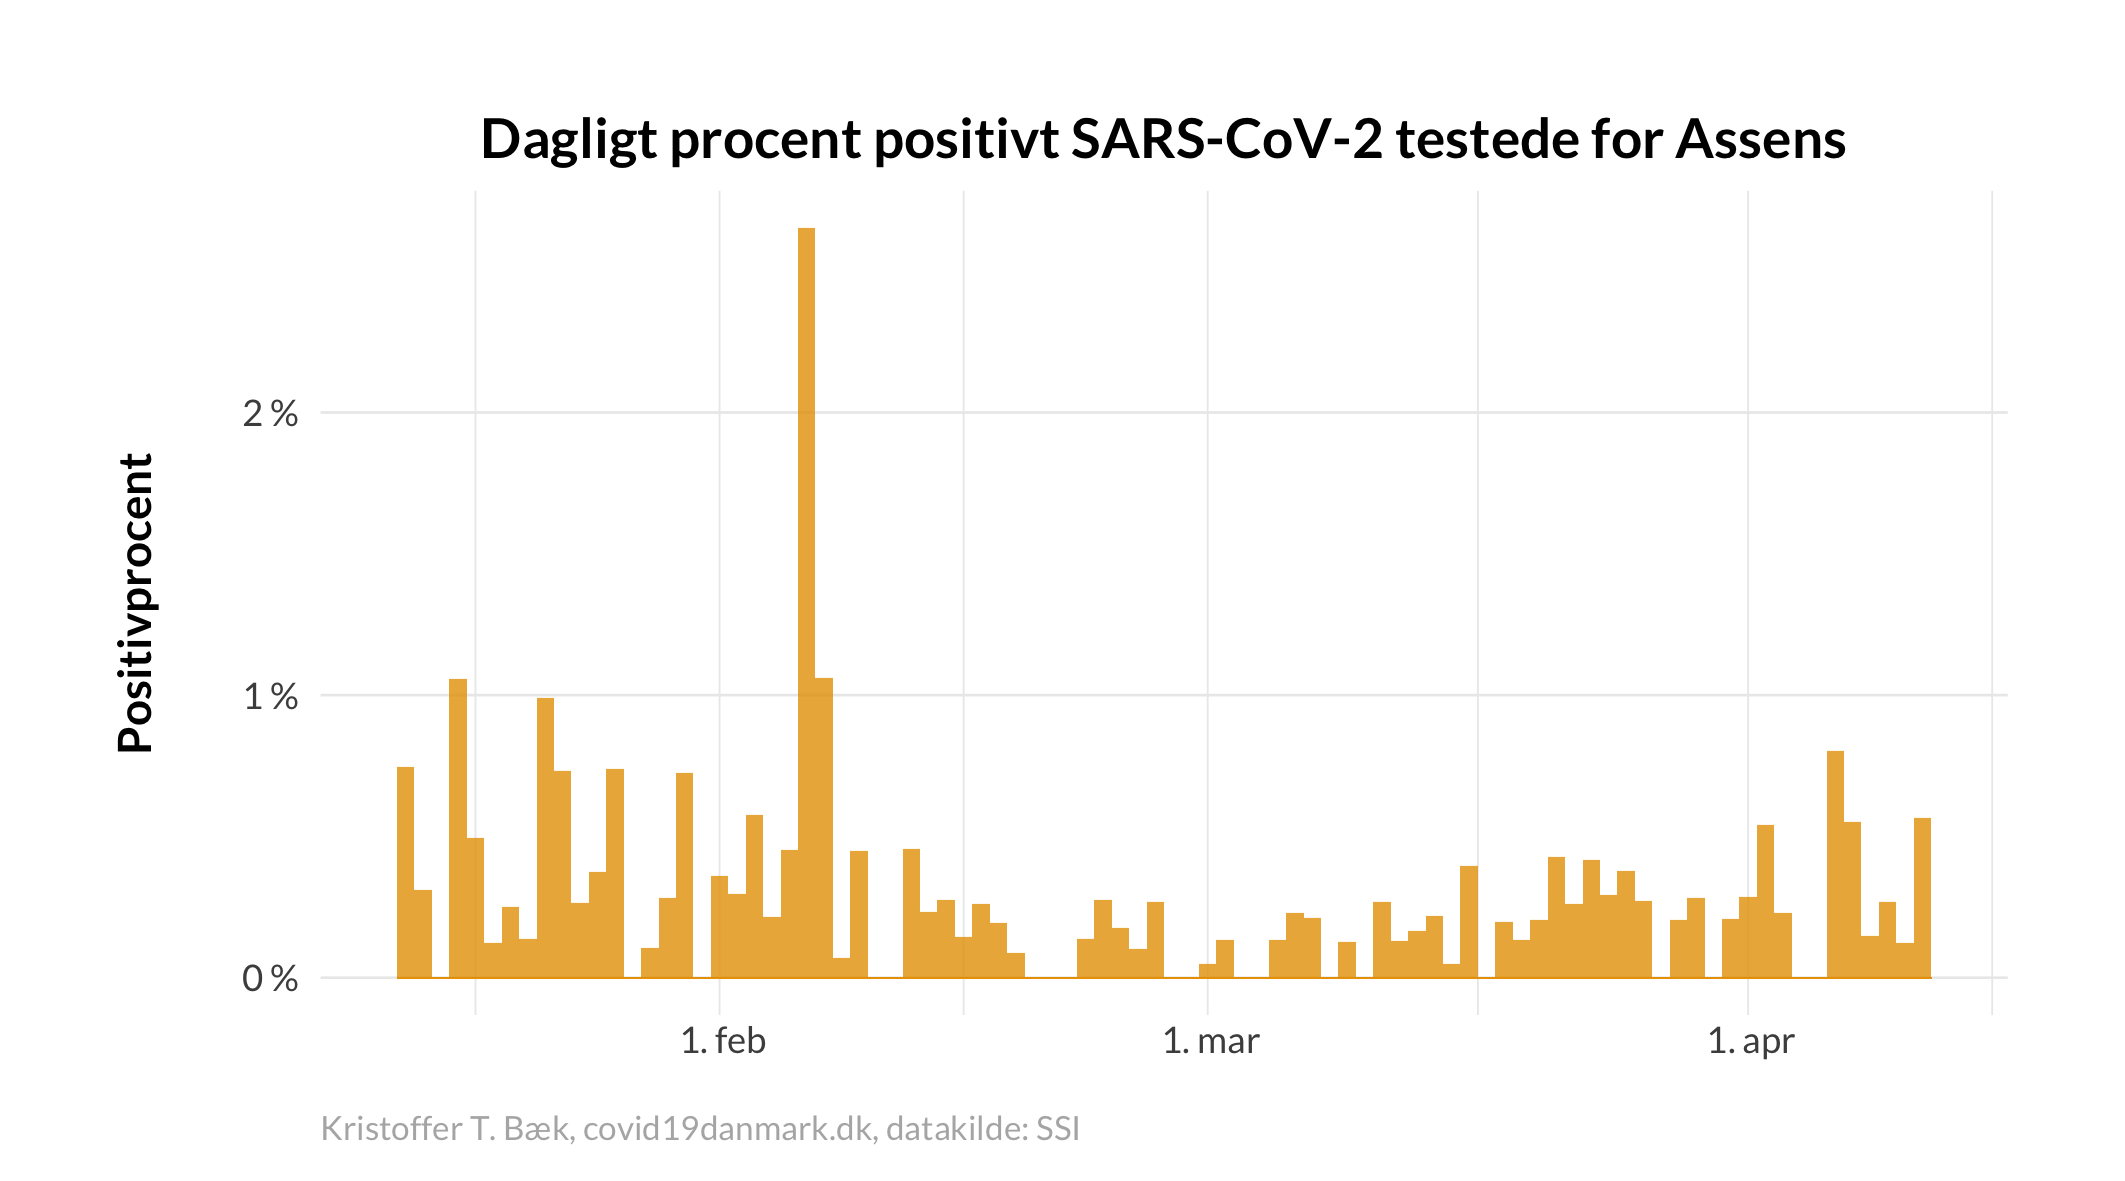 Dagligt procent positivt SARS-CoV-2 testede for Assens
Positivprocent
2 %
1 %
0 %
1. feb
1. mar
1. apr
Kristoffer T. Bæk, covid19danmark.dk, datakilde: SSI